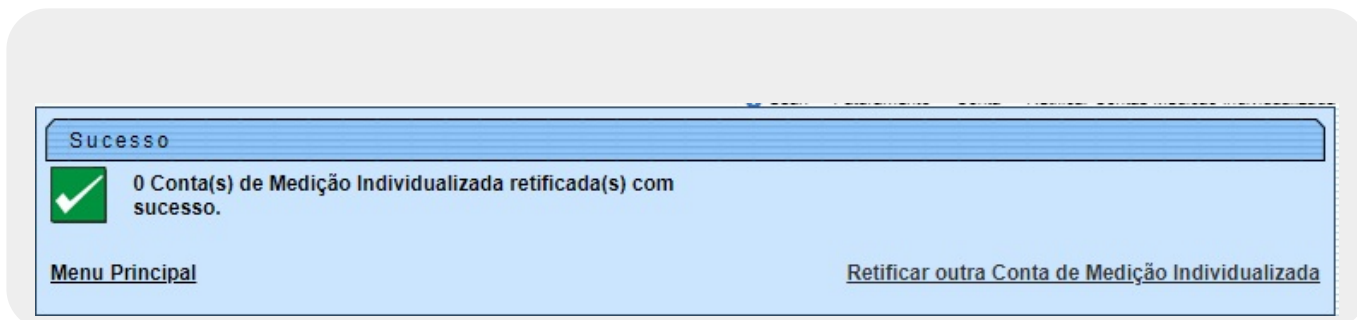 Sucesso
0 Conta(s) de Medição Individualizada retificada(s) com
sucesso.
Menu Principal
Retificar outra Conta de Medição Individualizada